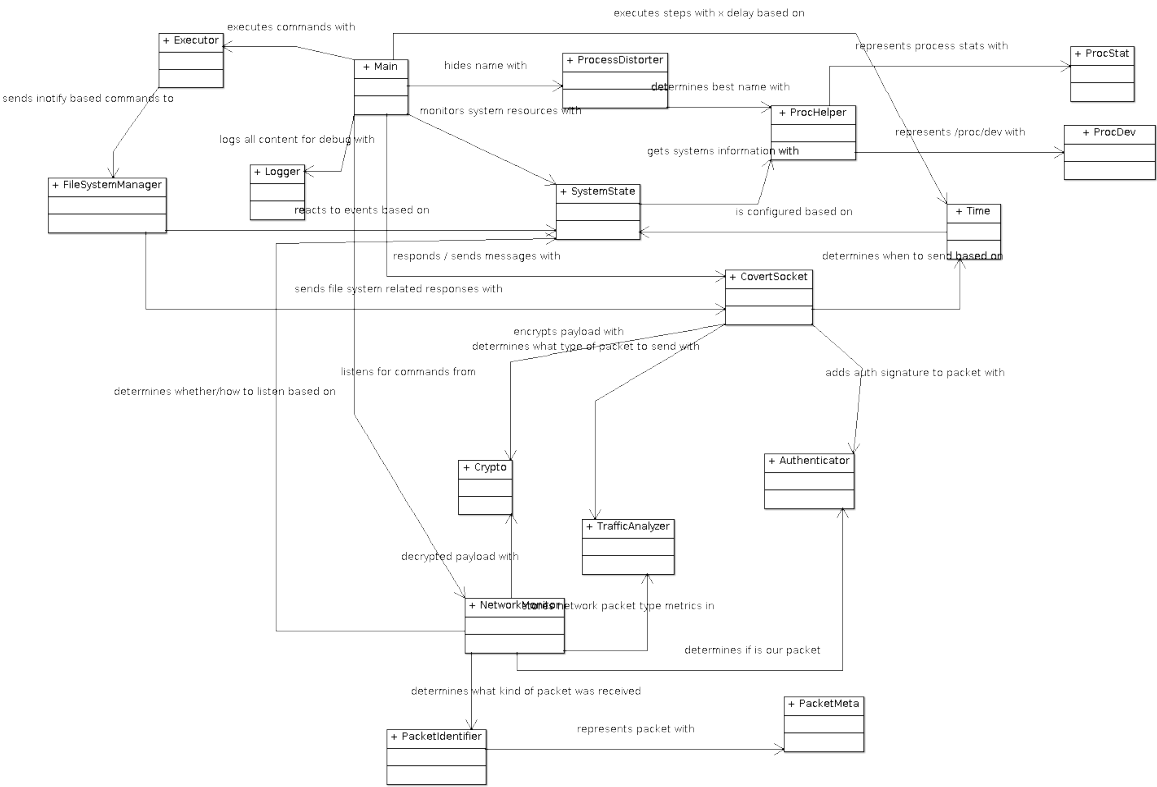 executes steps with x delay based on
executes commands with
+ Executor
represents process stats with
+ ProcStat
+ Main
hides name with
+ ProcessDistorter
determines best name with
sends inotify based commands to
monitors system resources with
+ ProcHelper
represents /proc/dev with
+ ProcDev
logs all content for debug with
gets systems information with
+ Logger
+ FileSystemManager
+ SystemState
reacts to events based on
is configured based on
+ Time
responds / sends messages with
determines when to send based on
+ CovertSocket
sends file system related responses with
encrypts payload with
determines what type of packet to send with
listens for commands from
adds auth signature to packet with
determines whether/how to listen based on
+ Crypto
+ Authenticator
+ TrafficAnalyzer
decrypted payload with
+ NetworkMonitor
network packet type metrics in
determines if is our packet
determines what kind of packet was received
+ PacketMeta
represents packet with
+ PacketIdentifier